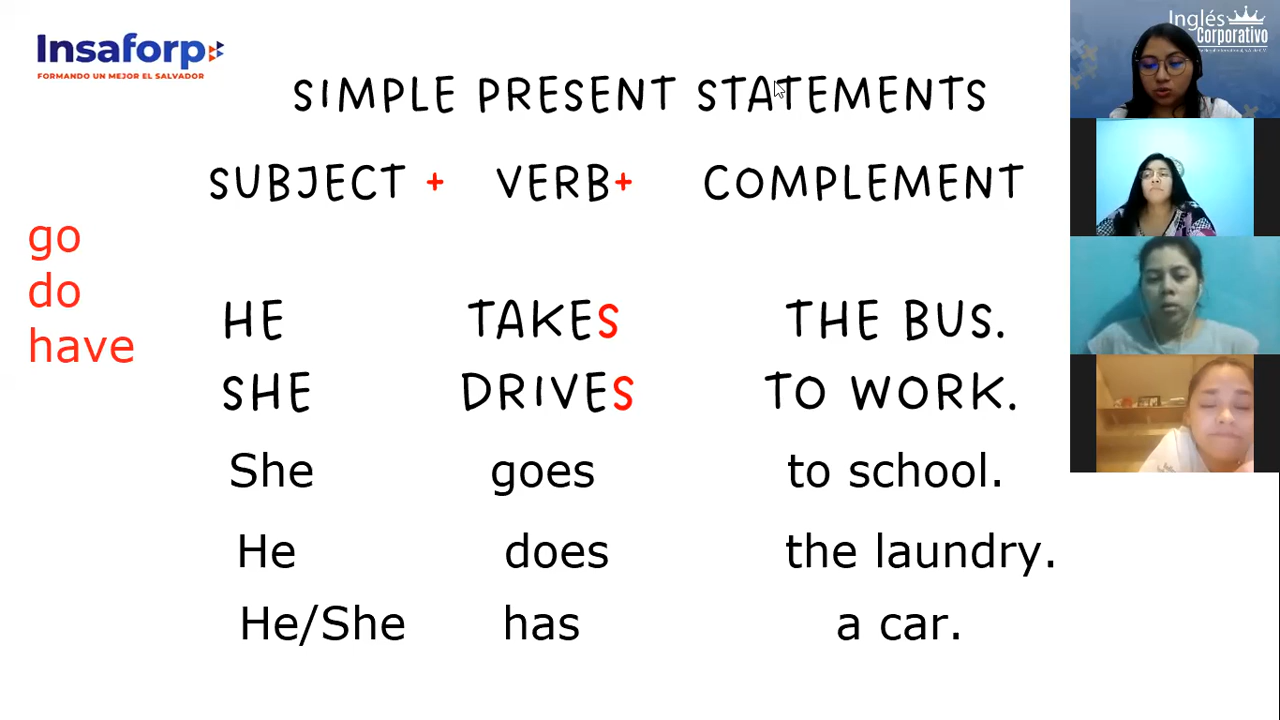 Insaforp
FORMANDO UN MEJOR EL SALVADOR
Inglés
Corporativo
SIMPLE PRESENT STATEMENTS
SUBJECT + VERB+ COMPLEMENT
go
do
have
HE TAKES THE BUS.
SHE DRIVES TO WORK.
She goes to school.
He does the laundry.
He/She has a car.